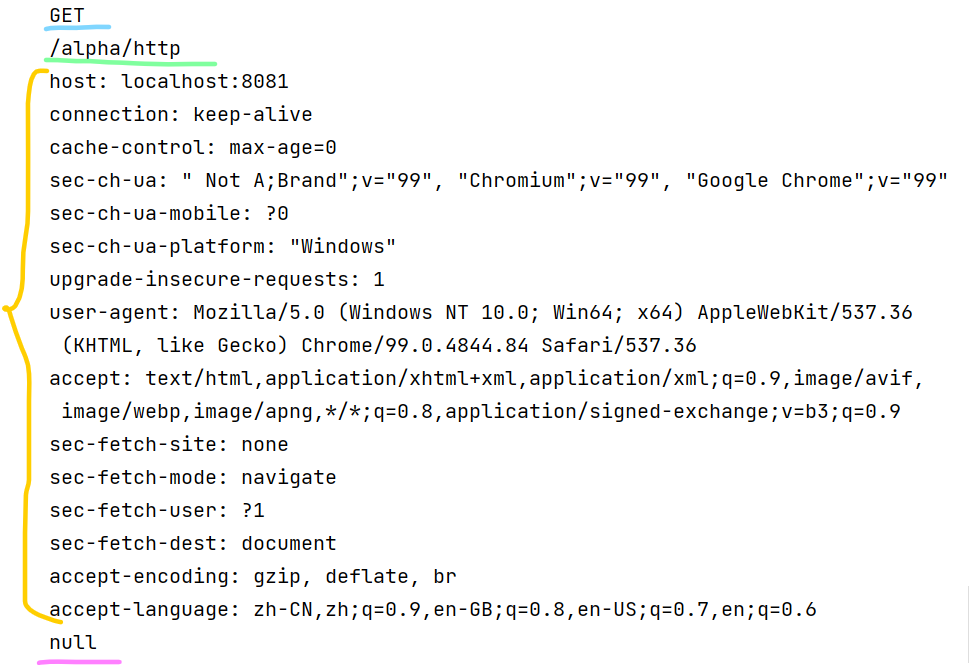 GET
/alpha/http
host: localhost:8081
connection: keep-alive
cache-control: max-age=0
sec-ch-ua: " Not A;Brand";v="99", "Chromium";v="99", "Google Chrome";v="99"
sec-ch-ua-mobile: ?0
sec-ch-ua-platform: "Windows"
upgrade-insecure-requests: 1
user-agent: Mozilla/5.0 (Windows NT 10.0; Win64; x64) AppleWebKit/537.36
(KHTML, like Gecko) Chrome/99.0.4844.84 Safari/537.36
accept: text/html,application/xhtml+xml,application/xml;q=0.9,image/avif,
image/webp,image/apng,*/*;q=0.8,application/signed-exchange;v=b3;q=0.9
sec-fetch-site: none
sec-fetch-mode: navigate
sec-fetch-user: ?1
sec-fetch-dest: document
accept-encoding: gzip, deflate, br
accept-language: zh-CN,zh;q=0.9,en-GB;q=0.8,en-US;q=0.7,en;q=0.6
null